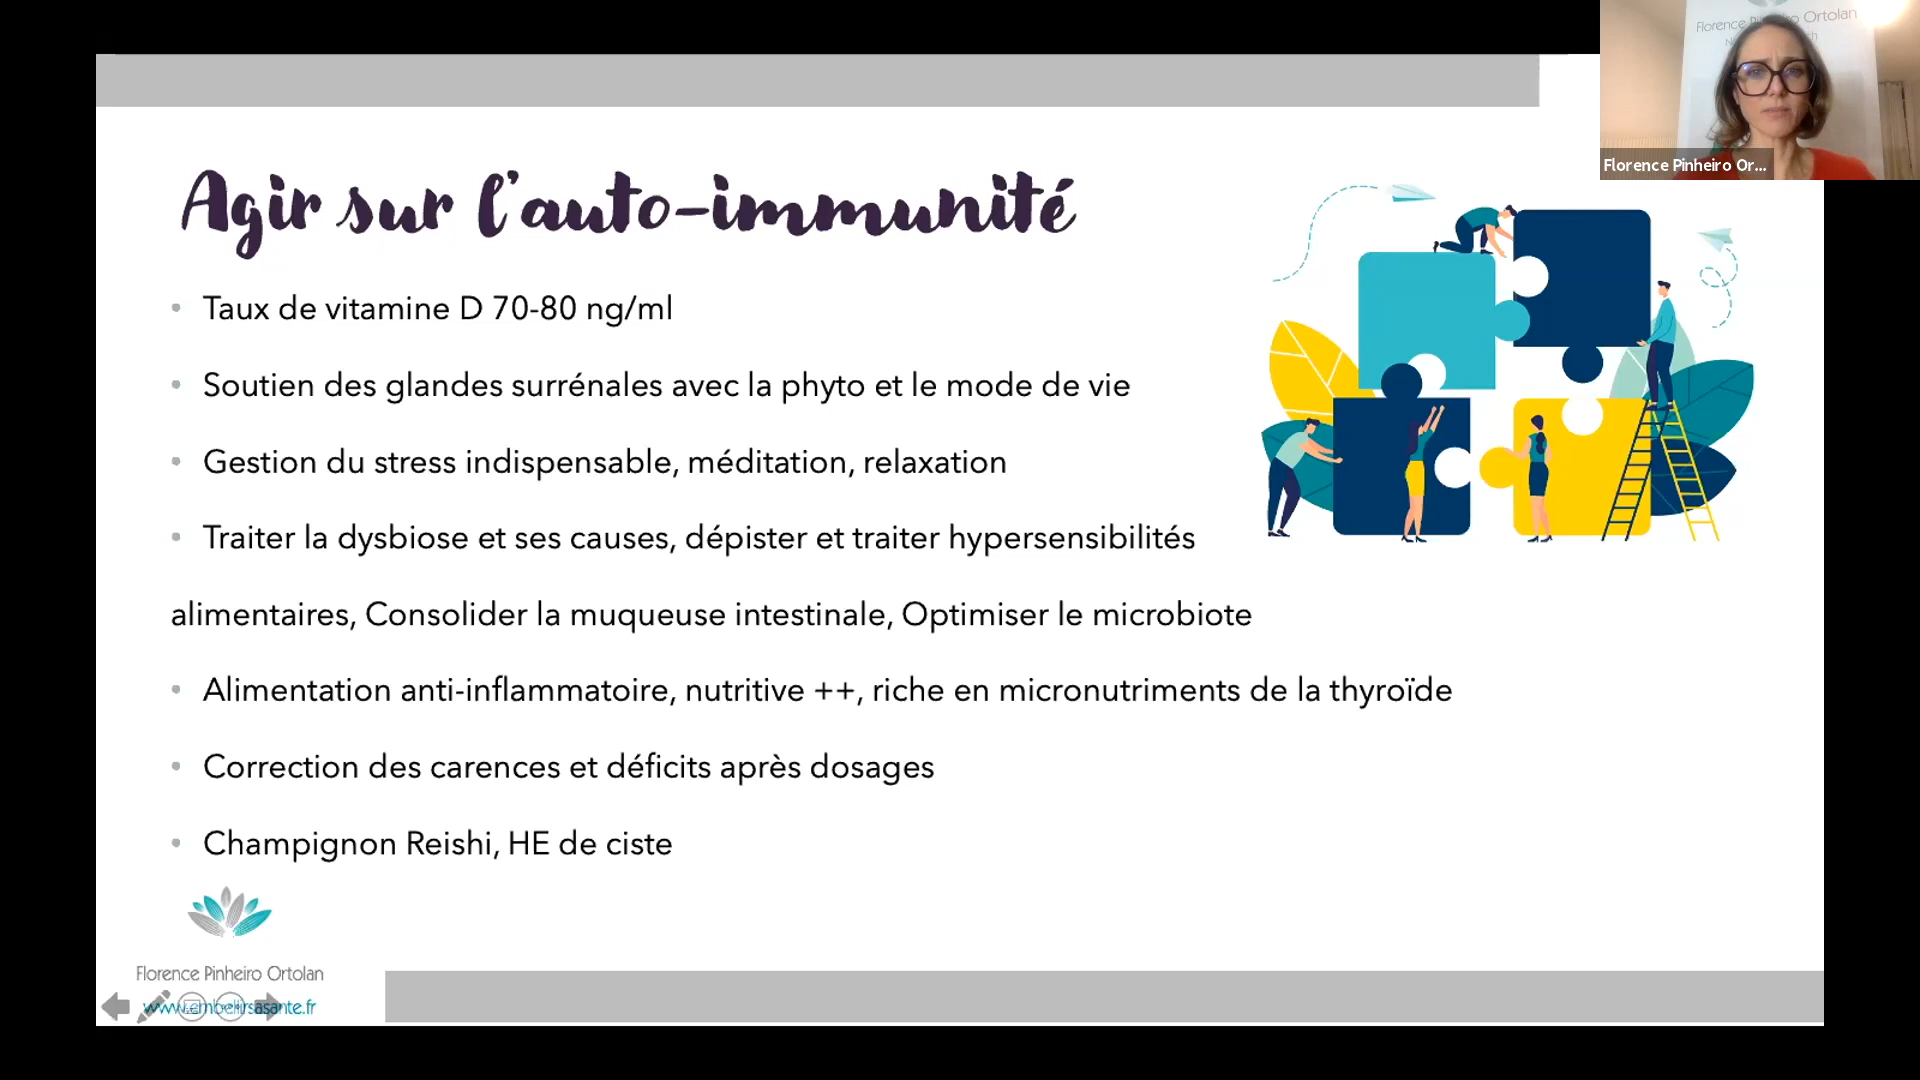 Florence Pinheiro Ortolan
Florence Pinheiro Or...
Agir sur l'auto-immunité
• Taux de vitamine D 70-80 ng/ml
• Soutien des glandes surrénales avec la phyto et le mode de vie
• Gestion du stress indispensable, méditation, relaxation
• Traiter la dysbiose et ses causes, dépister et traiter hypersensibilités
alimentaires, Consolider la muqueuse intestinale, Optimiser le microbiote
• Alimentation anti-inflammatoire, nutritive ++, riche en micronutriments de la thyroïde
• Correction des carences et déficits après dosages
• Champignon Reishi, HE de ciste
Florence Pinheiro Ortolan
www.embellirsasante.fr